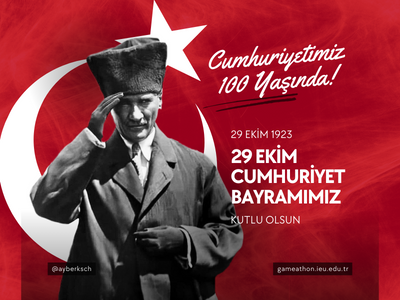 Cumhuriyetimiz
100 Yaşında!
29 EKİM 1923
29 EKİM
CUMHURİYET
BAYRAMIMIZ
KUTLU OLSUN
@ayberksch
gameathon.ieu.edu.tr